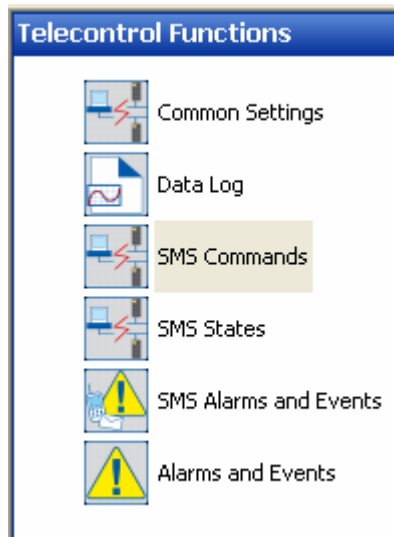 Telecontrol Functions
Common Settings
Data Log
SMS Commands
SMS States
SMS Alarms and Events
Alarms and Events